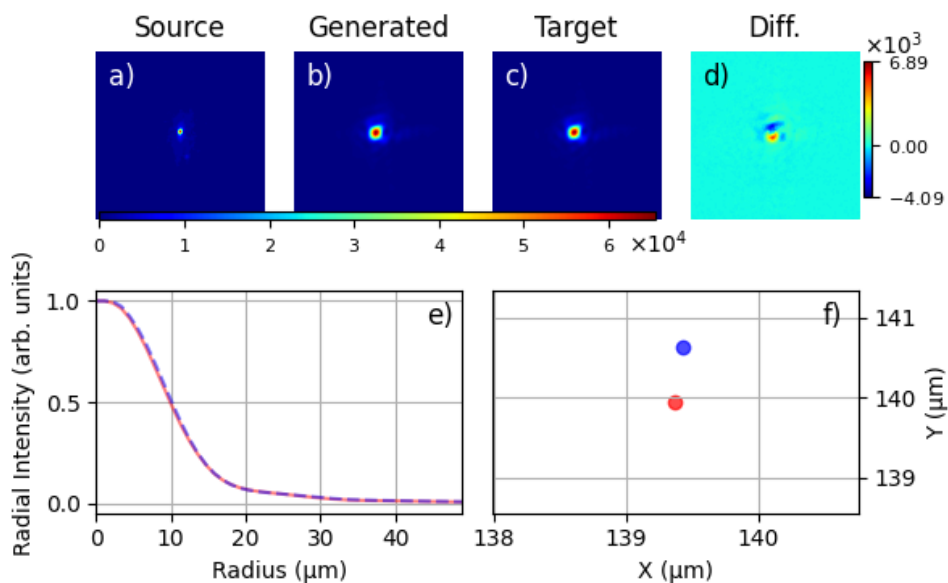 Source Generated Target Diff.
a) b) c) d)
×10³
6.89
0.00
−4.09
0 1 2 3 4 5 6 ×10⁴
Radial Intensity (arb. units)
1.0
0.5
0.0
e)
0 10 20 30 40
Radius (μm)
f)
141
140
139
Y (μm)
138 139 140
X (μm)